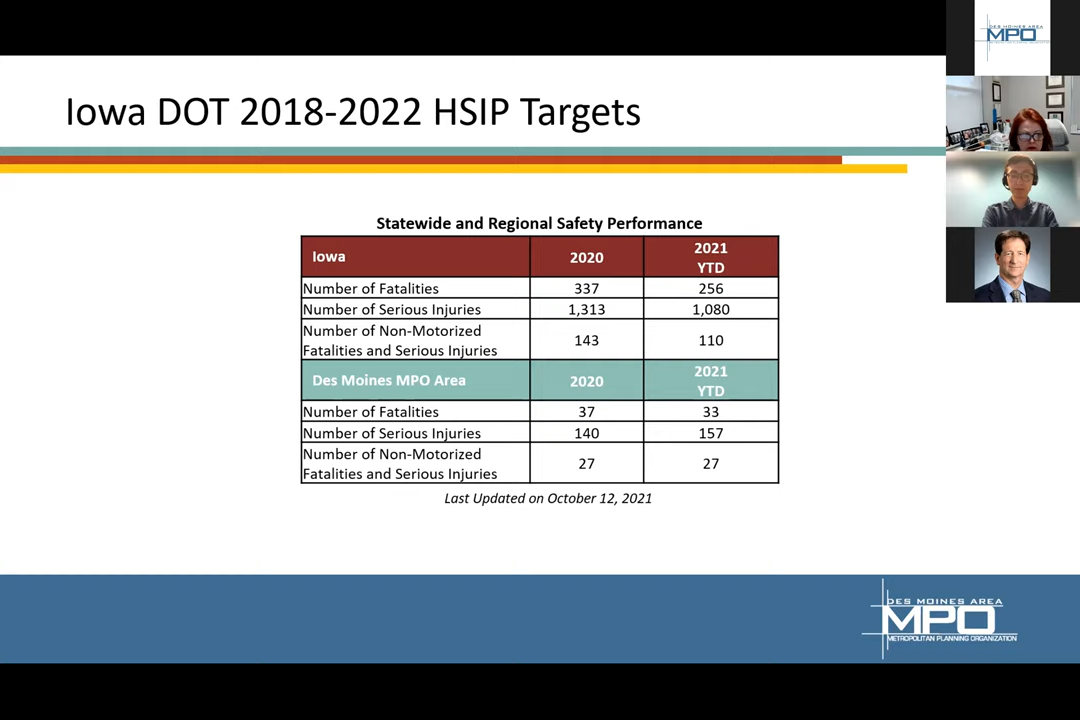 Iowa DOT 2018-2022 HSIP Targets
Statewide and Regional Safety Performance
Iowa 2020 2021 YTD
Number of Fatalities 337 256
Number of Serious Injuries 1,313 1,080
Number of Non-Motorized
Fatalities and Serious Injuries 143 110
Des Moines MPO Area 2020 2021 YTD
Number of Fatalities 37 33
Number of Serious Injuries 140 157
Number of Non-Motorized
Fatalities and Serious Injuries 27 27
Last Updated on October 12, 2021
DES MOINES AREA
MPO
METROPOLITAN PLANNING ORGANIZATION
DES MOINES AREA
MPO